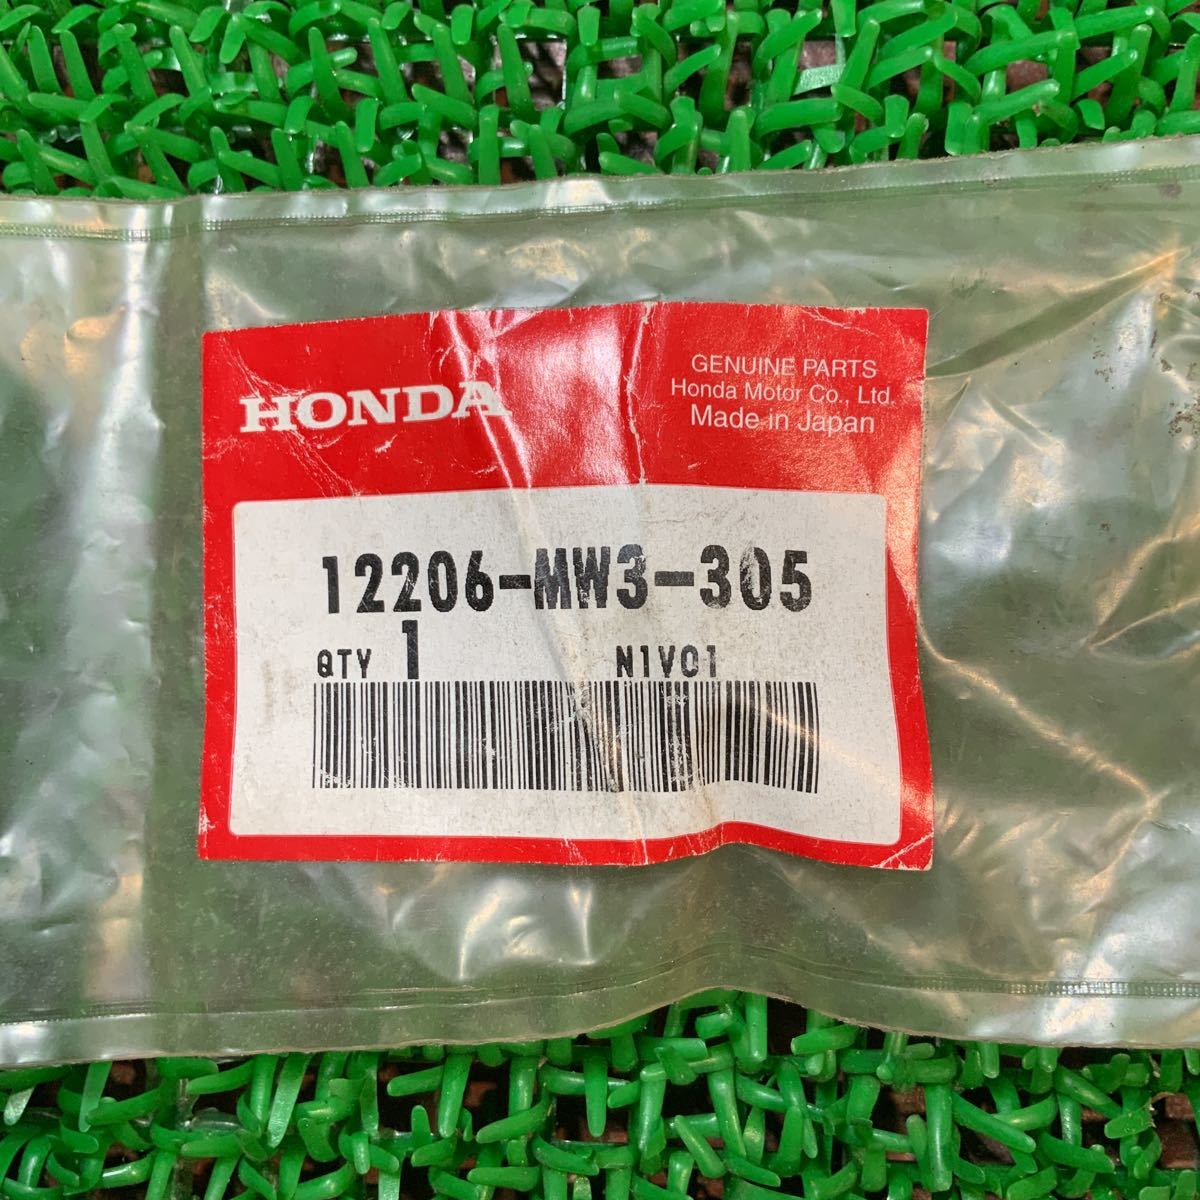 HONDA
GENUINE PARTS
Honda Motor Co., Ltd.
Made in Japan
12206-MW3-305
QTY 1 N1V01